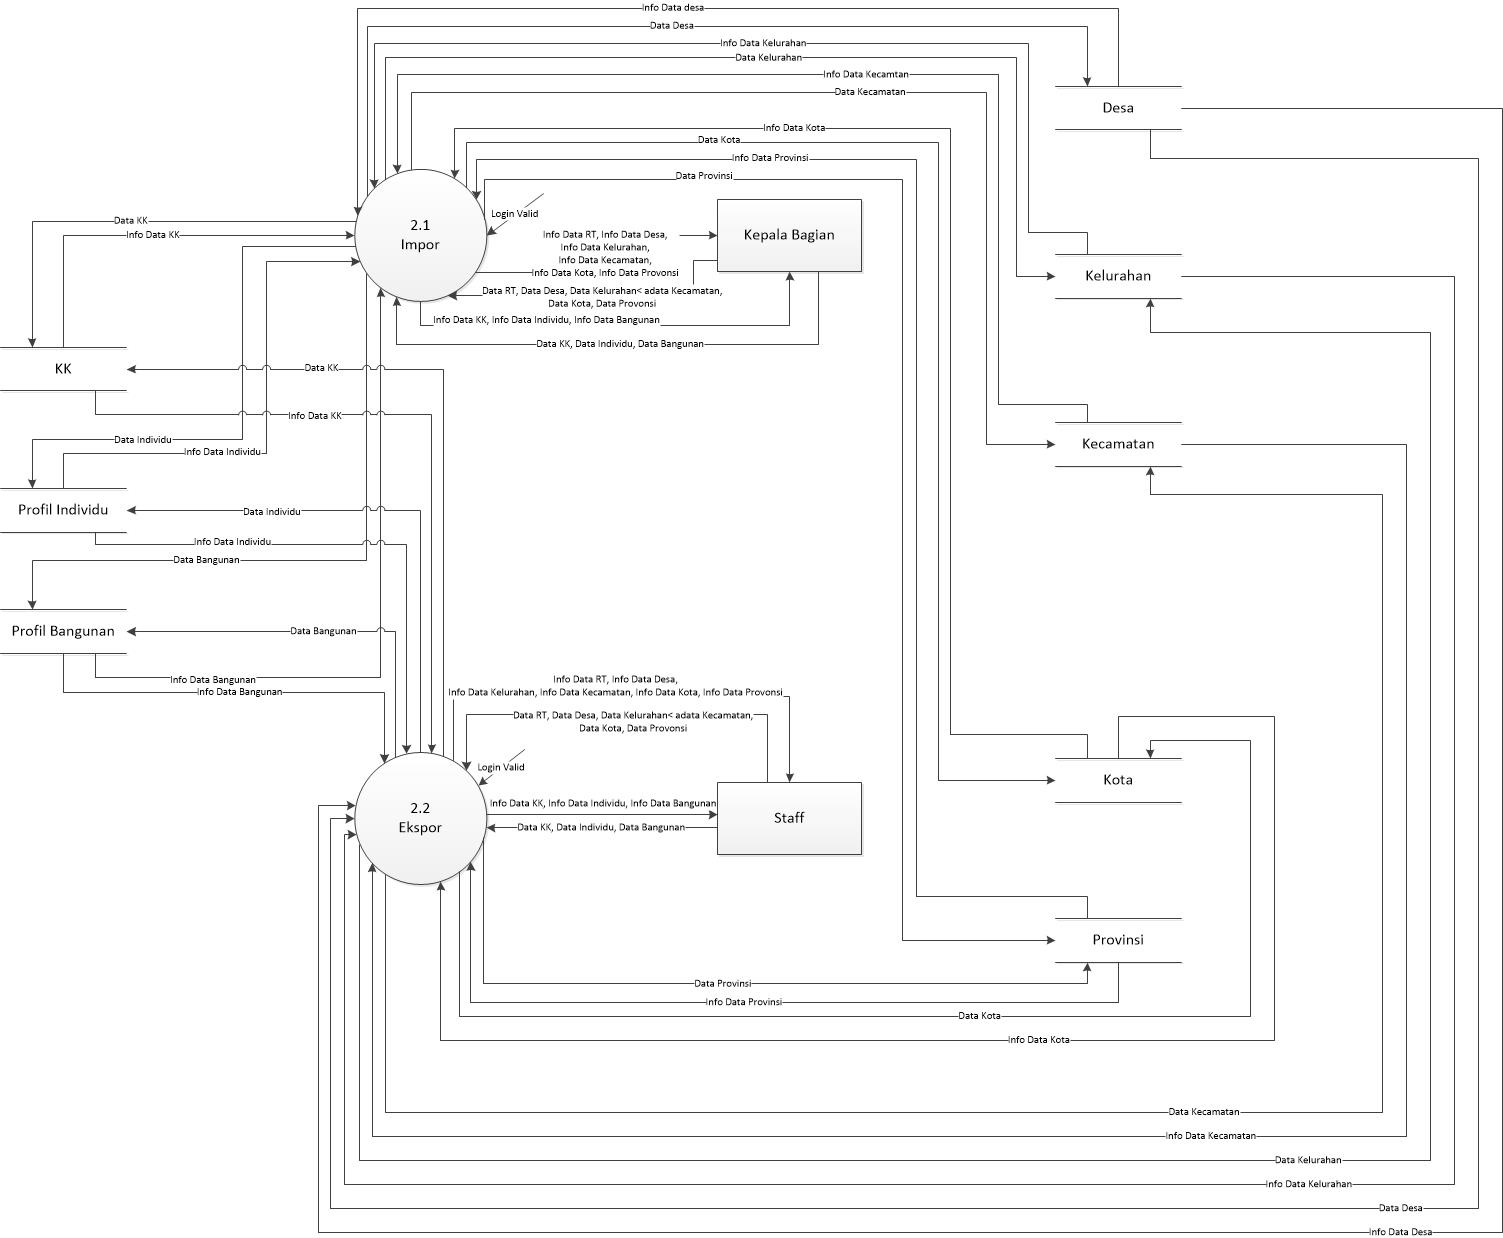 Info Data desa
Data Desa
Info Data Kelurahan
Data Kelurahan
Info Data Kecamtan
Data Kecamatan
Desa
Info Data Kota
Data Kota
Info Data Provinsi
Data Provinsi
2.1
Impor
Login Valid
Data KK
Info Data KK
Info Data RT, Info Data Desa,
Info Data Kelurahan,
Info Data Kecamatan,
Info Data Kota, Info Data Provonsi
Kepala Bagian
Data RT, Data Desa, Data Kelurahan< adata Kecamatan,
Data Kota, Data Provonsi
Info Data KK, Info Data Individu, Info Data Bangunan
Data KK, Data Individu, Data Bangunan
Kelurahan
KK
Data KK
Info Data KK
Data Individu
Info Data Individu
Kecamatan
Profil Individu
Data Individu
Info Data Individu
Data Bangunan
Profil Bangunan
Data Bangunan
Info Data Bangunan
Info Data Bangunan
Info Data RT, Info Data Desa,
Info Data Kelurahan, Info Data Kecamatan, Info Data Kota, Info Data Provonsi
Data RT, Data Desa, Data Kelurahan< adata Kecamatan,
Data Kota, Data Provonsi
Login Valid
Kota
2.2
Ekspor
Info Data KK, Info Data Individu, Info Data Bangunan
Data KK, Data Individu, Data Bangunan
Staff
Provinsi
Data Provinsi
Info Data Provinsi
Data Kota
Info Data Kota
Data Kecamatan
Info Data Kecamatan
Data Kelurahan
Info Data Kelurahan
Data Desa
Info Data Desa